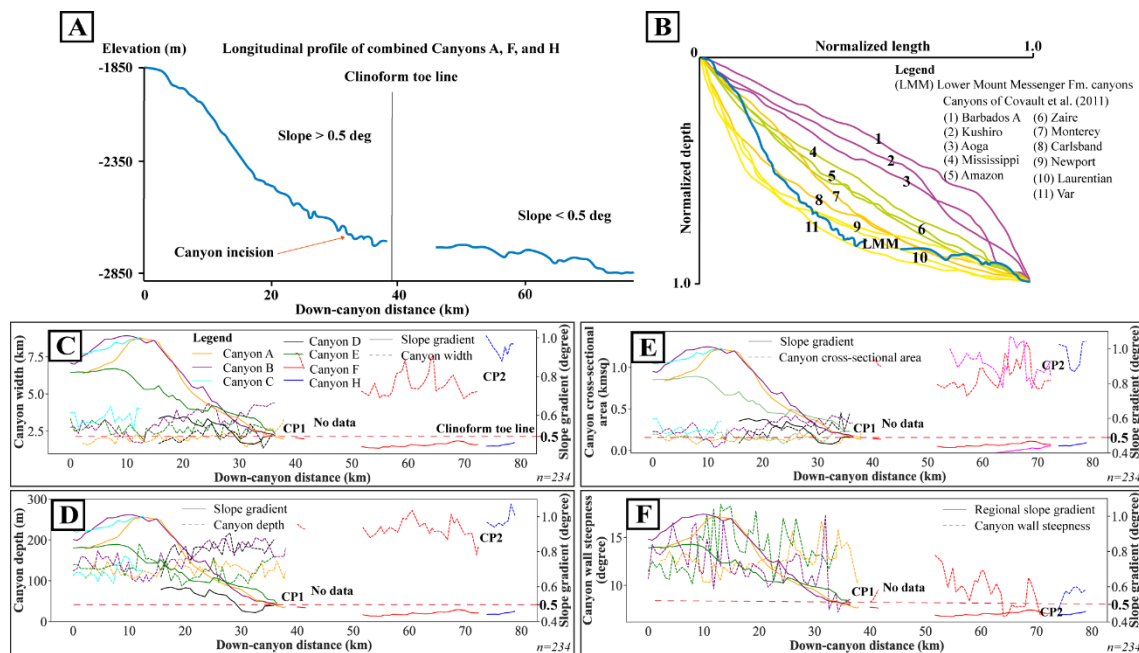 A
Elevation (m)
Longitudinal profile of combined Canyons A, F, and H
Clinoform toe line
-1850
Slope > 0.5 deg
-2350
Slope < 0.5 deg
Canyon incision
-2850
0 20 40 60
Down-canyon distance (km)
B
Normalized length
0 1.0
Legend
(LMM) Lower Mount Messenger Fm. canyons
Canyons of Covault et al. (2011)
(1) Barbados A (6) Zaire
(2) Kushiro (7) Monterey
(3) Aoga (8) Carlsband
(4) Mississippi (9) Newport
(5) Amazon (10) Laurentian
(11) Var
Normalized depth
1
2
3
4
5
7
8
6
9
11
LMM
10
1.0
C
Legend
Canyon A
Canyon B
Canyon C
Canyon D
Canyon E
Canyon F
Canyon H
Slope gradient
Canyon width
Canyon width (km)
7.5
5.0
2.5
CP2
CP1
No data
Clinoform toe line
1.0
0.8
0.6
0.5
0.4
Slope gradient (degree)
0 10 20 30 40 50 60 70 80
Down-canyon distance (km)
n=234
E
Slope gradient
Canyon cross-sectional area
Canyon cross-sectional
area (kmsq)
1.0
0.5
0.0
CP2
CP1
No data
1.0
0.8
0.6
0.5
0.4
Slope gradient (degree)
0 10 20 30 40 50 60 70 80
Down-canyon distance (km)
n=234
D
Slope gradient
Canyon depth
Canyon depth (m)
300
200
100
0
CP2
CP1
No data
1.0
0.8
0.6
0.5
0.4
Slope gradient (degree)
0 10 20 30 40 50 60 70 80
Down-canyon distance (km)
n=234
F
Regional slope gradient
Canyon wall steepness
Canyon wall steepness
(degree)
15
10
CP1
No data
CP2
1.0
0.8
0.6
0.5
0.4
Slope gradient (degree)
0 10 20 30 40 50 60 70 80
Down-canyon distance (km)
n=234